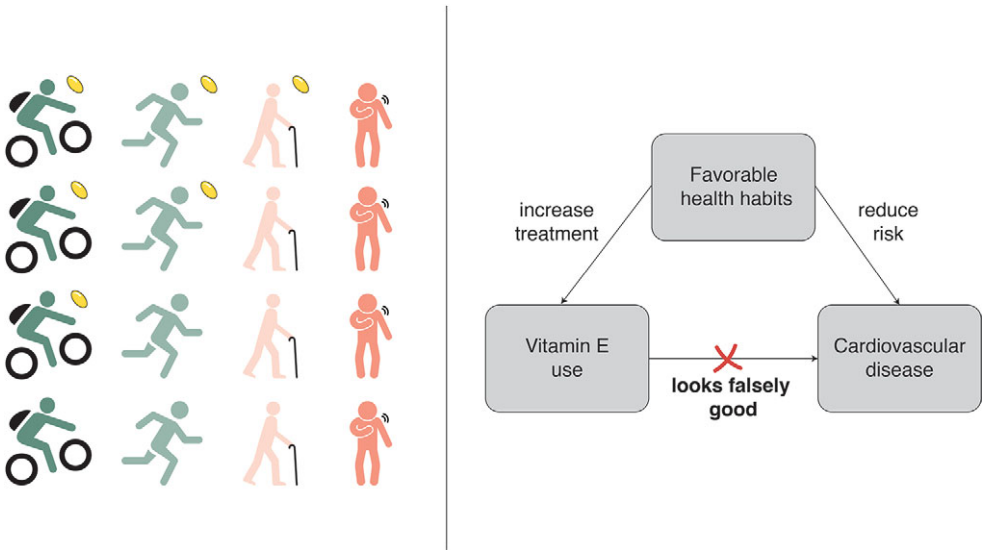 Favorable
health habits
increase
treatment
reduce
risk
Vitamin E
use
looks falsely
good
Cardiovascular
disease